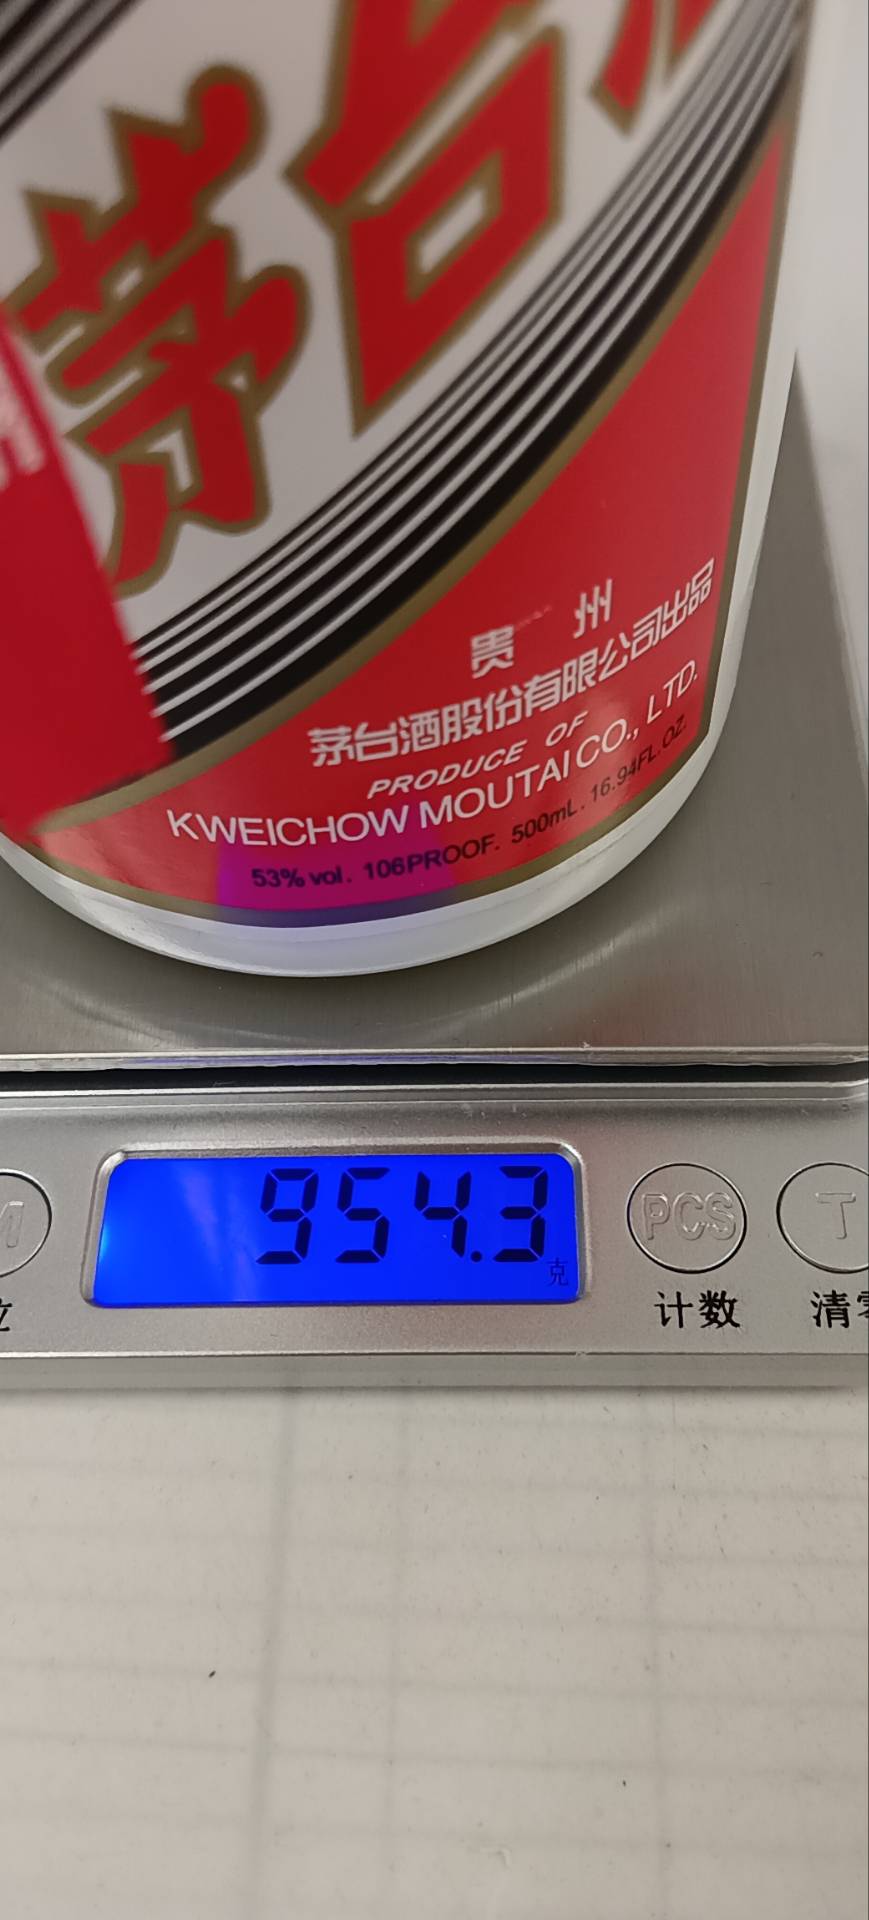 茅台
贵 州
茅台酒股份有限公司出品
PRODUCE OF
KWEICHOW MOUTAI CO., LTD.
53% vol. 106PROOF. 500mL. 16.94FL.OZ.
954.3
克
PCS
T
计数
清